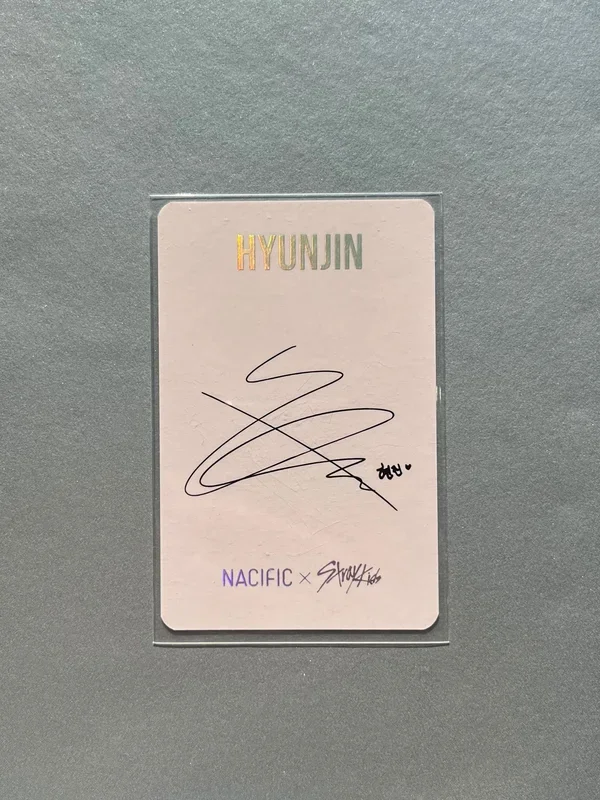 HYUNJIN
현진♥
NACIFIC × Stray Kids